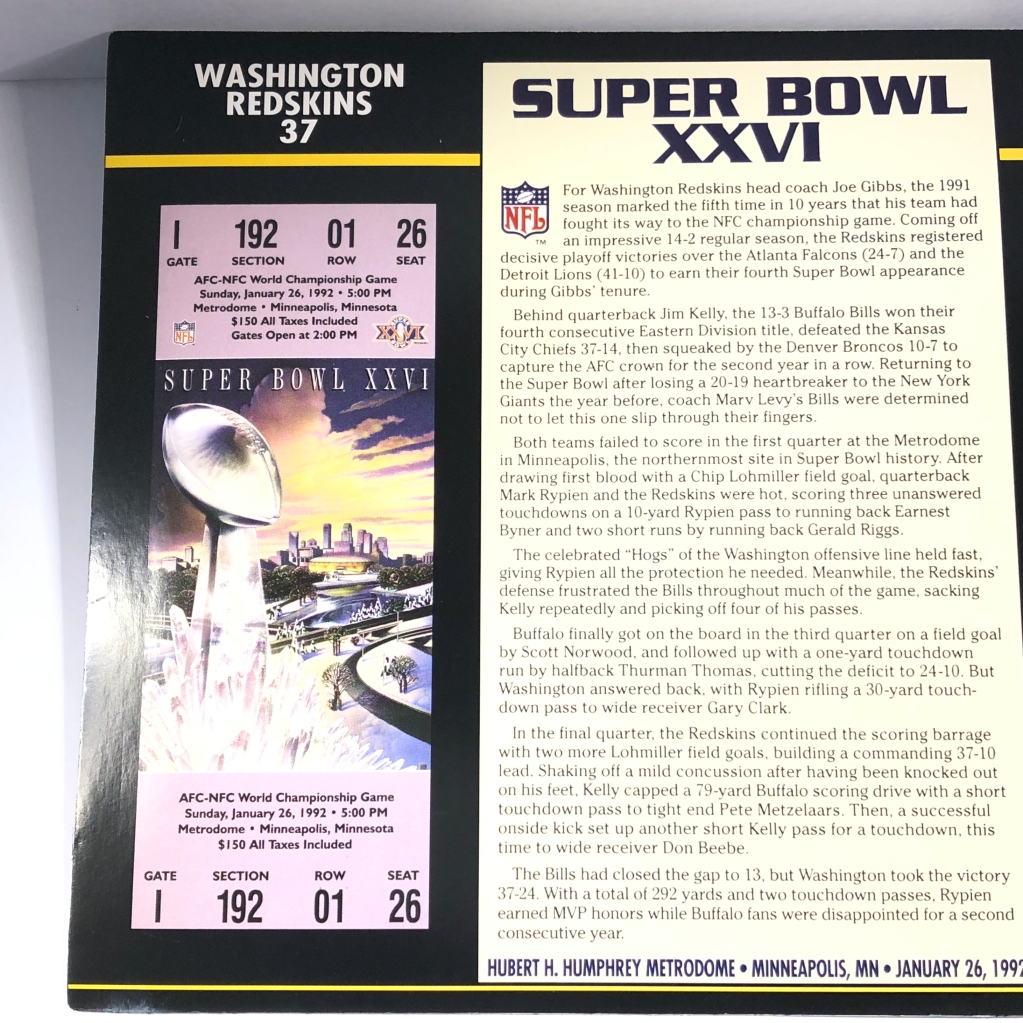 WASHINGTON
REDSKINS
37
I 192 01 26
GATE SECTION ROW SEAT
AFC-NFC World Championship Game
Sunday, January 26, 1992 • 5:00 PM
Metrodome • Minneapolis, Minnesota
$150 All Taxes Included
Gates Open at 2:00 PM
NFL
XXVI
SUPER BOWL XXVI
AFC-NFC World Championship Game
Sunday, January 26, 1992 • 5:00 PM
Metrodome • Minneapolis, Minnesota
$150 All Taxes Included
GATE SECTION ROW SEAT
I 192 01 26
SUPER BOWL
XXVI
NFL
TM
For Washington Redskins head coach Joe Gibbs, the 1991
season marked the fifth time in 10 years that his team had
fought its way to the NFC championship game. Coming off
an impressive 14-2 regular season, the Redskins registered
decisive playoff victories over the Atlanta Falcons (24-7) and the
Detroit Lions (41-10) to earn their fourth Super Bowl appearance
during Gibbs' tenure.
Behind quarterback Jim Kelly, the 13-3 Buffalo Bills won their
fourth consecutive Eastern Division title, defeated the Kansas
City Chiefs 37-14, then squeaked by the Denver Broncos 10-7 to
capture the AFC crown for the second year in a row. Returning to
the Super Bowl after losing a 20-19 heartbreaker to the New York
Giants the year before, coach Marv Levy's Bills were determined
not to let this one slip through their fingers.
Both teams failed to score in the first quarter at the Metrodome
in Minneapolis, the northernmost site in Super Bowl history. After
drawing first blood with a Chip Lohmiller field goal, quarterback
Mark Rypien and the Redskins were hot, scoring three unanswered
touchdowns on a 10-yard Rypien pass to running back Earnest
Byner and two short runs by running back Gerald Riggs.
The celebrated “Hogs” of the Washington offensive line held fast,
giving Rypien all the protection he needed. Meanwhile, the Redskins'
defense frustrated the Bills throughout much of the game, sacking
Kelly repeatedly and picking off four of his passes.
Buffalo finally got on the board in the third quarter on a field goal
by Scott Norwood, and followed up with a one-yard touchdown
run by halfback Thurman Thomas, cutting the deficit to 24-10. But
Washington answered back, with Rypien rifling a 30-yard touch-
down pass to wide receiver Gary Clark.
In the final quarter, the Redskins continued the scoring barrage
with two more Lohmiller field goals, building a commanding 37-10
lead. Shaking off a mild concussion after having been knocked out
on his feet, Kelly capped a 79-yard Buffalo scoring drive with a short
touchdown pass to tight end Pete Metzelaars. Then, a successful
onside kick set up another short Kelly pass for a touchdown, this
time to wide receiver Don Beebe.
The Bills had closed the gap to 13, but Washington took the victory
37-24. With a total of 292 yards and two touchdown passes, Rypien
earned MVP honors while Buffalo fans were disappointed for a second
consecutive year.
HUBERT H. HUMPHREY METRODOME • MINNEAPOLIS, MN • JANUARY 26, 1992